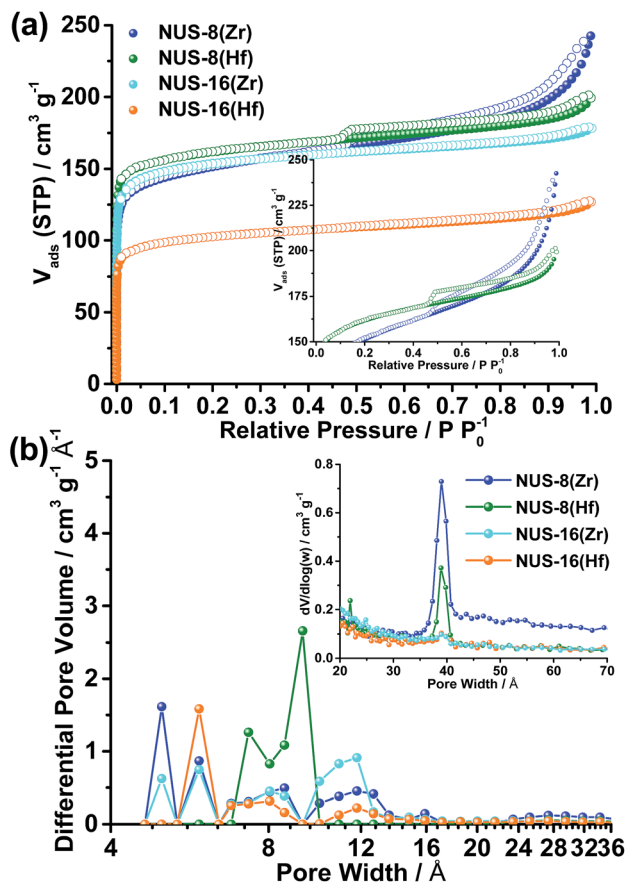 (a)
NUS-8(Zr)
NUS-8(Hf)
NUS-16(Zr)
NUS-16(Hf)
V_ads (STP) / cm³ g⁻¹
250
200
150
100
50
0
0.0 0.1 0.2 0.3 0.4 0.5 0.6 0.7 0.8 0.9 1.0
Relative Pressure / P P₀⁻¹
V_ads (STP) / cm³ g⁻¹
250
225
200
175
150
0.0 0.2 0.4 0.6 0.8 1.0
Relative Pressure / P P₀⁻¹
(b)
Differential Pore Volume / cm³ g⁻¹ Å⁻¹
5
4
3
2
1
0
4 8 12 16 20 24 28 32 36
Pore Width / Å
NUS-8(Zr)
NUS-8(Hf)
NUS-16(Zr)
NUS-16(Hf)
dV/dlog(w) / cm³ g⁻¹
0.8
0.6
0.4
0.2
0.0
20 30 40 50 60 70
Pore Width / Å